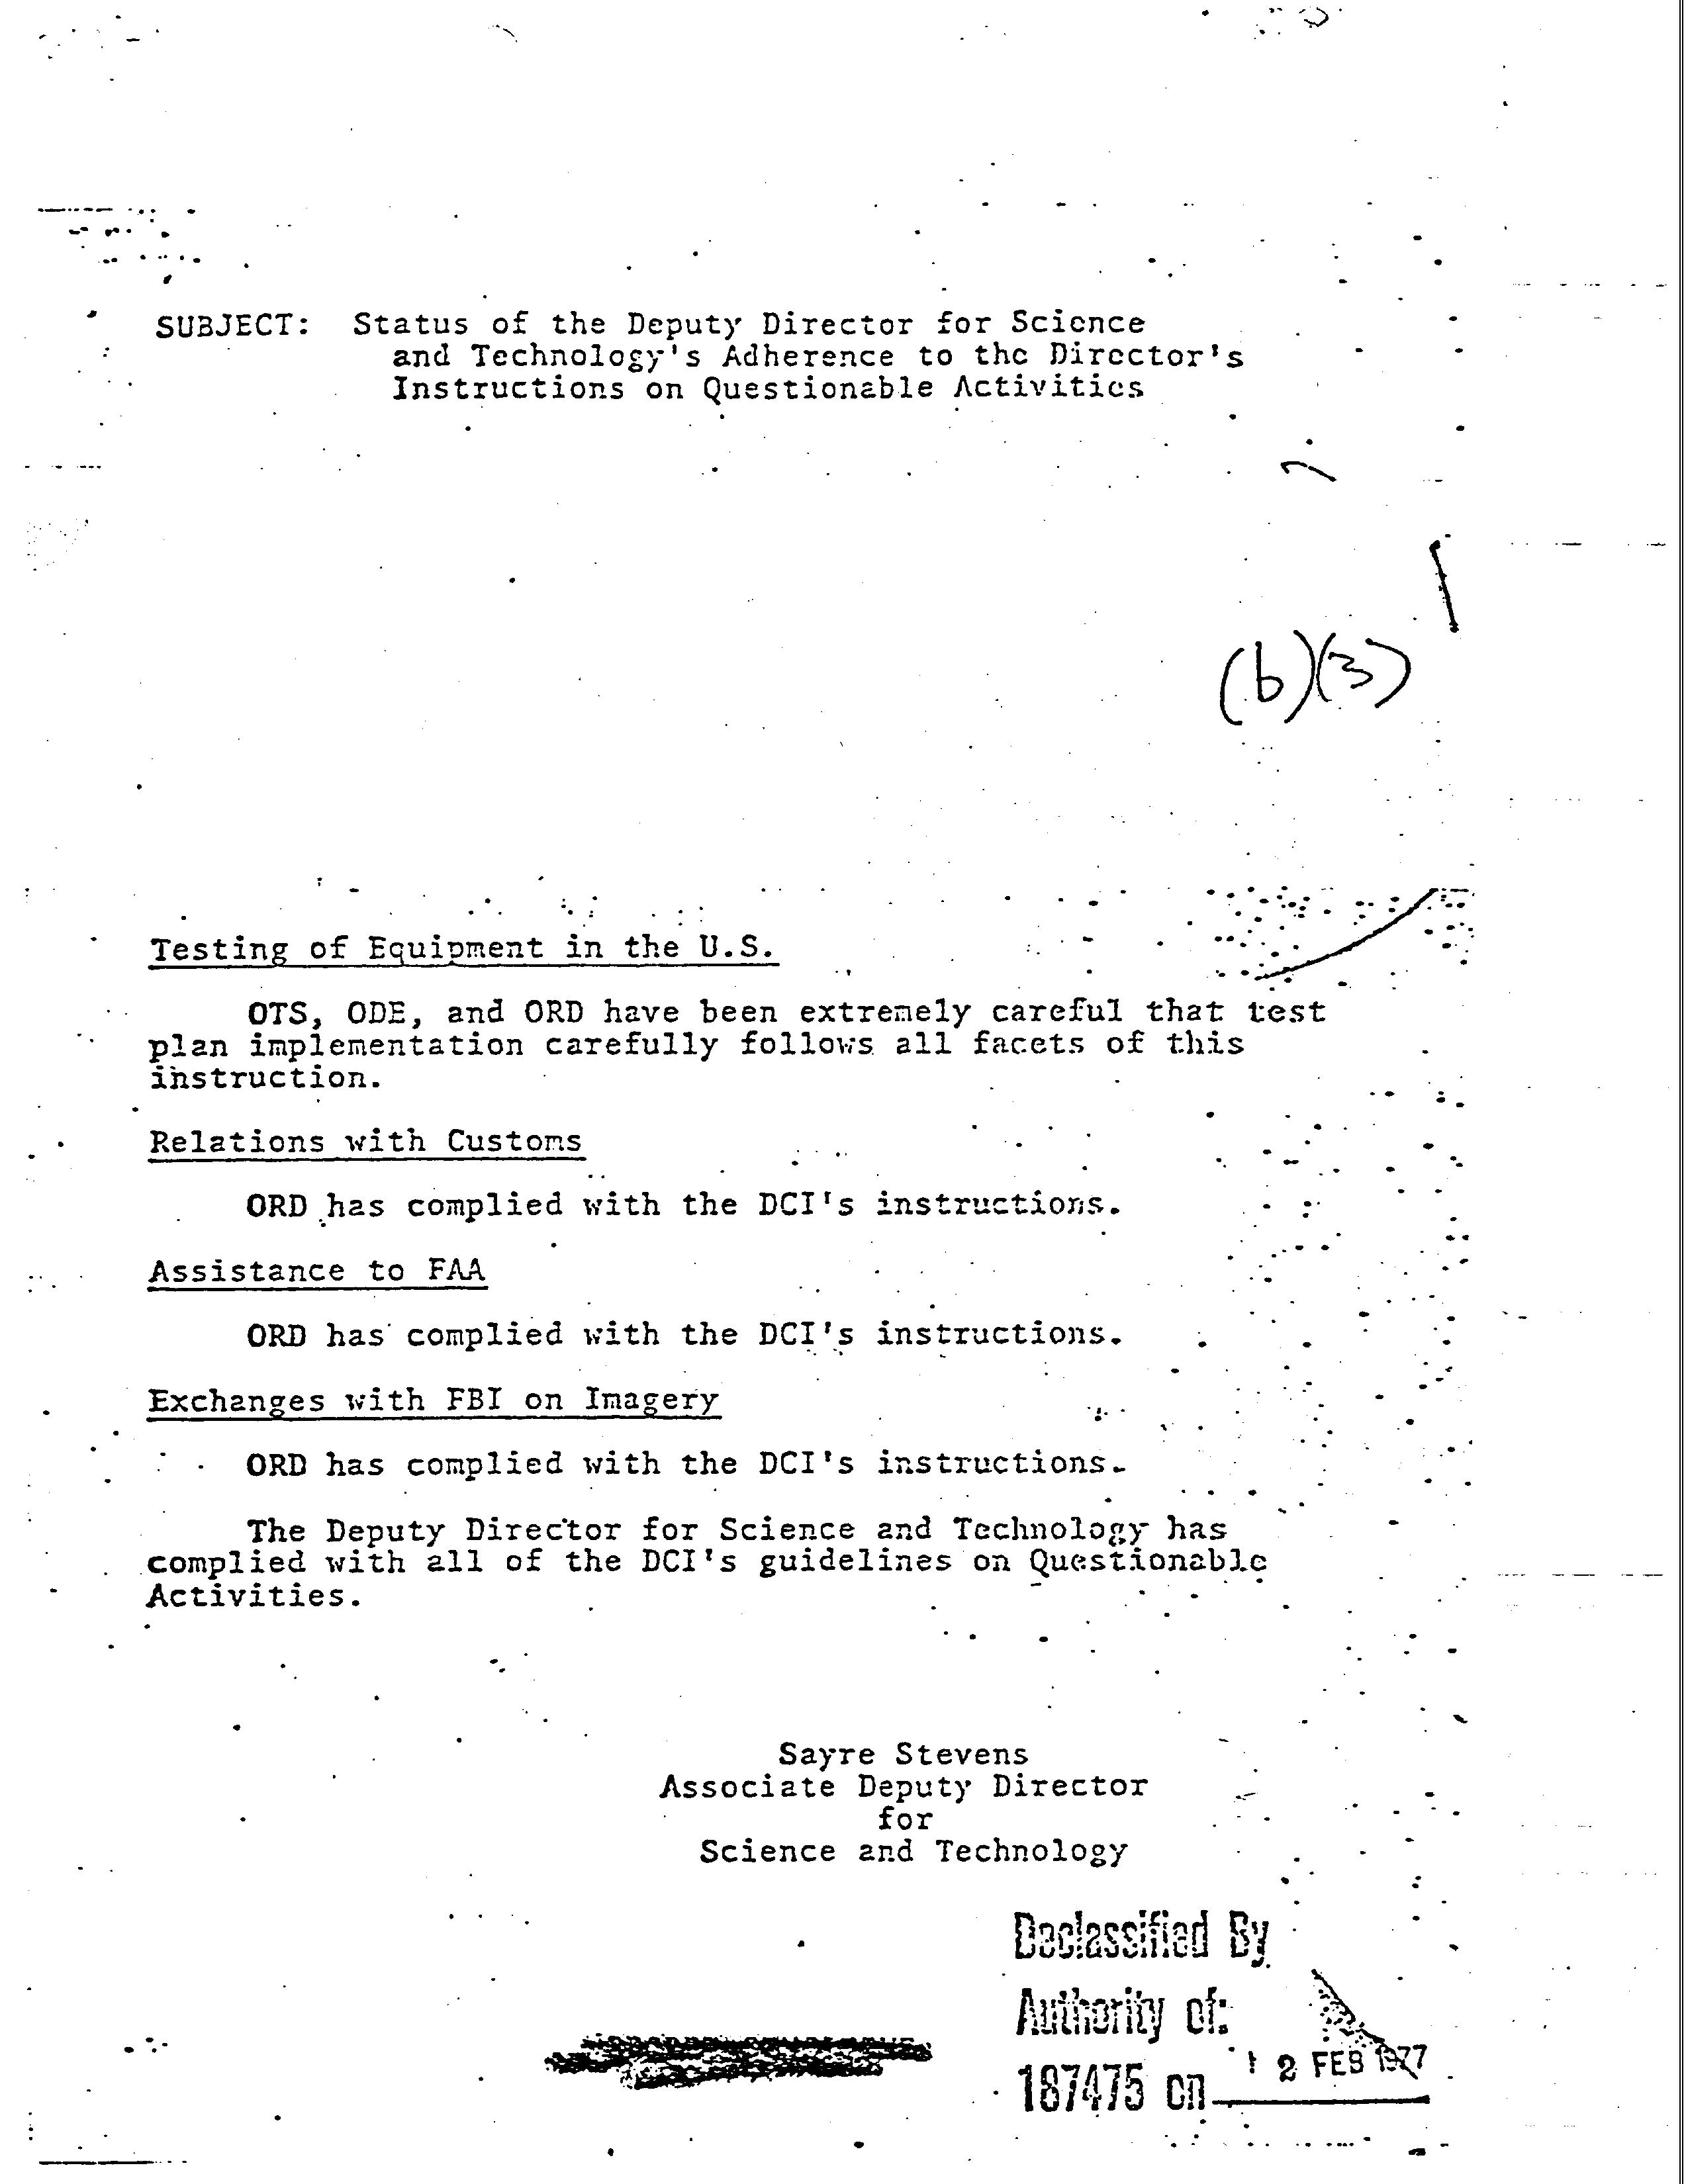 SUBJECT: Status of the Deputy Director for Science
and Technology's Adherence to the Director's
Instructions on Questionable Activities
(b)(3)
Testing of Equipment in the U.S.
OTS, ODE, and ORD have been extremely careful that test
plan implementation carefully follows all facets of this
instruction.
Relations with Customs
ORD has complied with the DCI's instructions.
Assistance to FAA
ORD has complied with the DCI's instructions.
Exchanges with FBI on Imagery
ORD has complied with the DCI's instructions.
The Deputy Director for Science and Technology has
complied with all of the DCI's guidelines on Questionable
Activities.
Sayre Stevens
Associate Deputy Director
for
Science and Technology
Declassified By
Authority of:
187475 on 12 FEB 1977